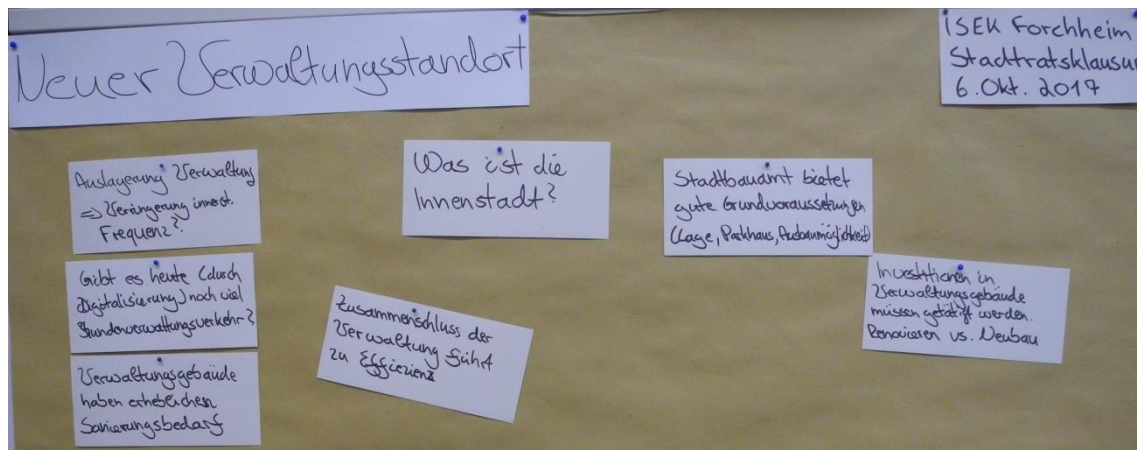 Neuer Verwaltungsstandort
ISEK Forchheim
Stadtratsklausur
6. Okt. 2017
Auslagerung Verwaltung
=> Verringerung innerst.
Frequenz?
Gibt es heute (durch
Digitalisierung) noch viel
Kundenverwaltungsverkehr?
Verwaltungsgebäude
haben erheblichen
Sanierungsbedarf
Was ist die
Innenstadt?
Zusammenschluss der
Verwaltung führt
zu Effizienz
Stadtbauamt bietet
gute Grundvoraussetzungen
(Lage, Parkhaus, Ausbaumöglichkeit)
Investitionen in
Verwaltungsgebäude
müssen getätigt werden.
Renovieren vs. Neubau